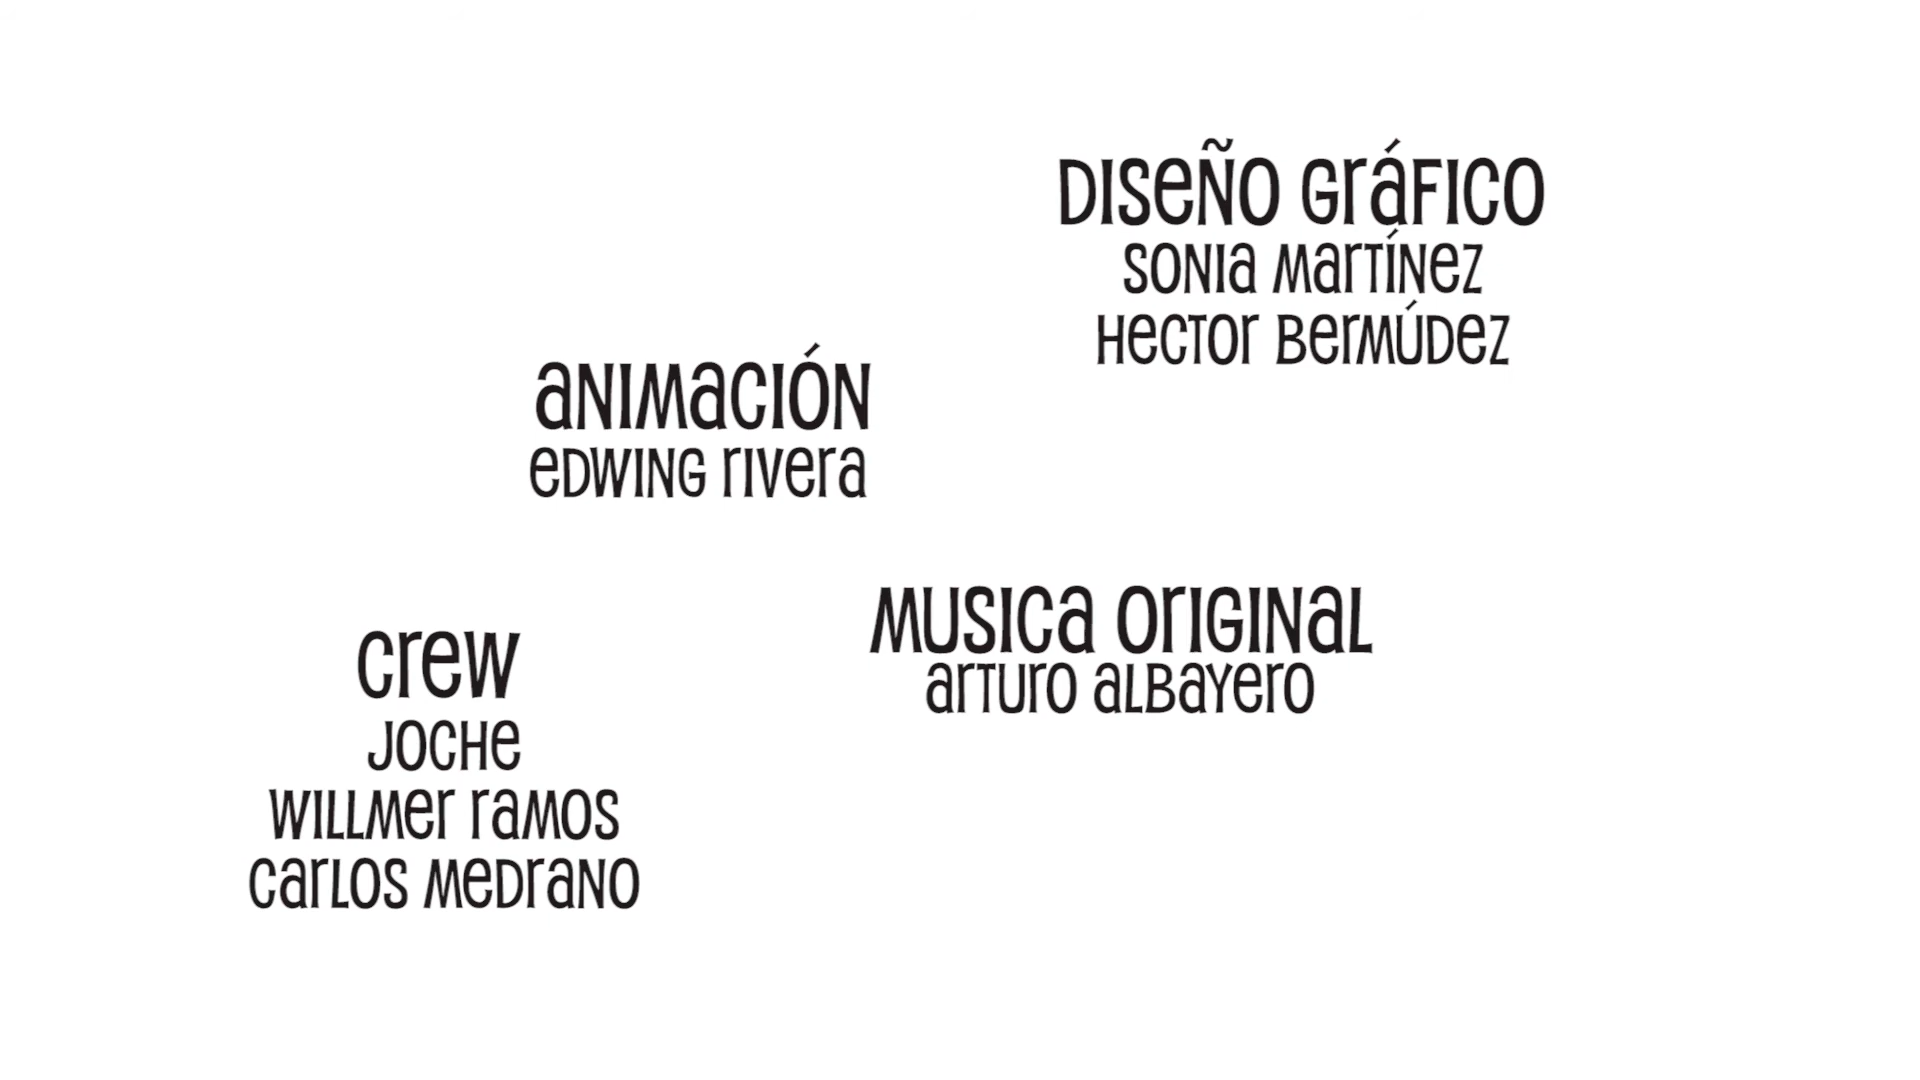 Diseño Gráfico
Sonia Martínez
Hector Bermúdez
Animación
Edwing Rivera
Musica Original
Arturo Albayero
Crew
Joche
Willmer Ramos
Carlos Medrano